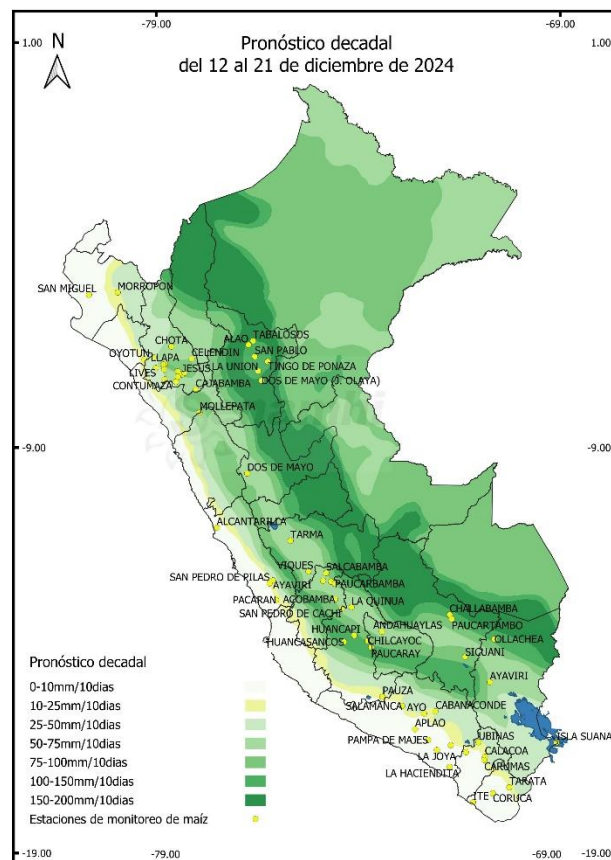 -79.00
-69.00
1.00
N
1.00
Pronóstico decadal
del 12 al 21 de diciembre de 2024
SAN MIGUEL
MORROPON
CHOTA
ALAO
TABALOSOS
OYOTUN
LLAPA
CELENDIN
SAN PABLO
LIVES
JESUS
LA UNION
TINGO DE PONAZA
CONTUMAZA
CAJABAMBA
DOS DE MAYO (J. OLAYA)
MOLLEPATA
-9.00
-9.00
DOS DE MAYO
ALCANTARILLA
TARMA
VIQUES
SALCABAMBA
SAN PEDRO DE PILAS
AYAVIRI
PAUCARBAMBA
PACARAN
ACOBAMBA
LA QUINUA
CHALLABAMBA
SAN PEDRO DE CACHI
PAUCARTAMBO
HUANCAPI
ANDAHUAYLAS
OLLACHEA
HUANCASANCOS
CHILCAYOC
SICUANI
PAUCARAY
Pronóstico decadal
AYAVIRI
0-10mm/10dias
PAUZA
10-25mm/10dias
SALAMANCA
AYO
CABANACONDE
25-50mm/10dias
APLAO
50-75mm/10dias
PAMPA DE MAJES
UBINAS
ISLA SUANA
75-100mm/10dias
LA JOYA
CALACOA
100-150mm/10dias
LA HACIENDITA
CARUMAS
150-200mm/10dias
TARATA
Estaciones de monitoreo de maíz
ITE
CORUCA
-19.00
-19.00
-79.00
-69.00